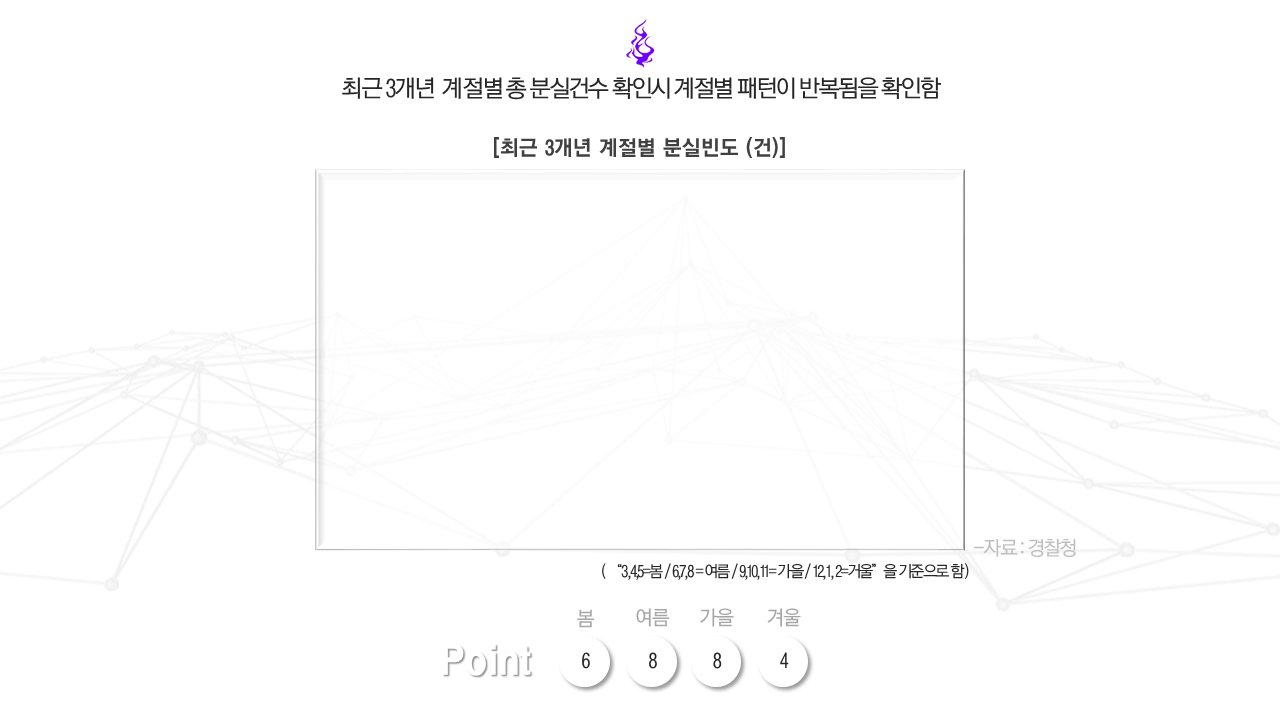 최근 3개년 계절별 총 분실건수 확인시 계절별 패턴이 반복됨을 확인함
[최근 3개년 계절별 분실빈도 (건)]
-자료 : 경찰청
( “3,4,5=봄 / 6,7,8 = 여름 / 9,10,11= 가을 / 12,1, 2=겨울” 을 기준으로 함)
봄 여름 가을 겨울
Point 6 8 8 4